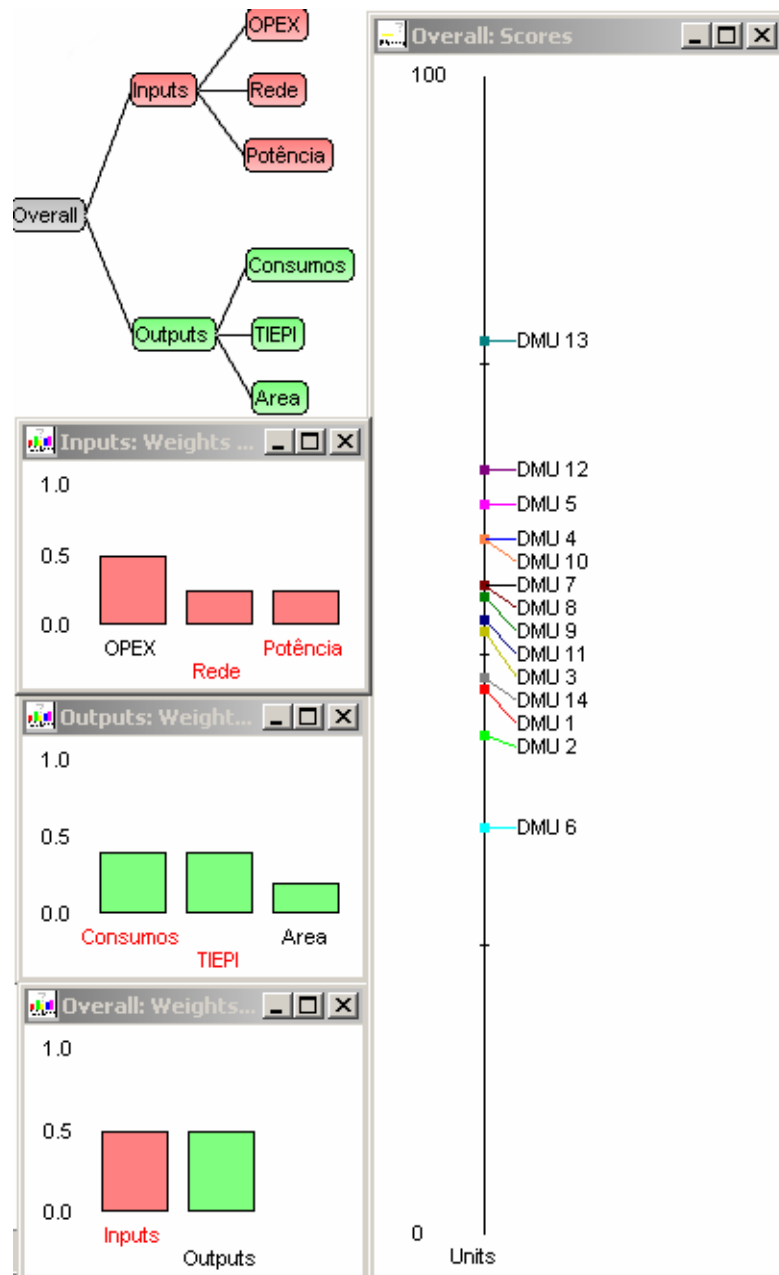 OPEX
Inputs
Rede
Potência
Overall
Consumos
Outputs
TIEPI
Area
Inputs: Weights ...
1.0
0.5
0.0
OPEX
Rede
Potência
Outputs: Weight...
1.0
0.5
0.0
Consumos
TIEPI
Area
Overall: Weights...
1.0
0.5
0.0
Inputs
Outputs
Overall: Scores
100
DMU 13
DMU 12
DMU 5
DMU 4
DMU 10
DMU 7
DMU 8
DMU 9
DMU 11
DMU 3
DMU 14
DMU 1
DMU 2
DMU 6
0
Units